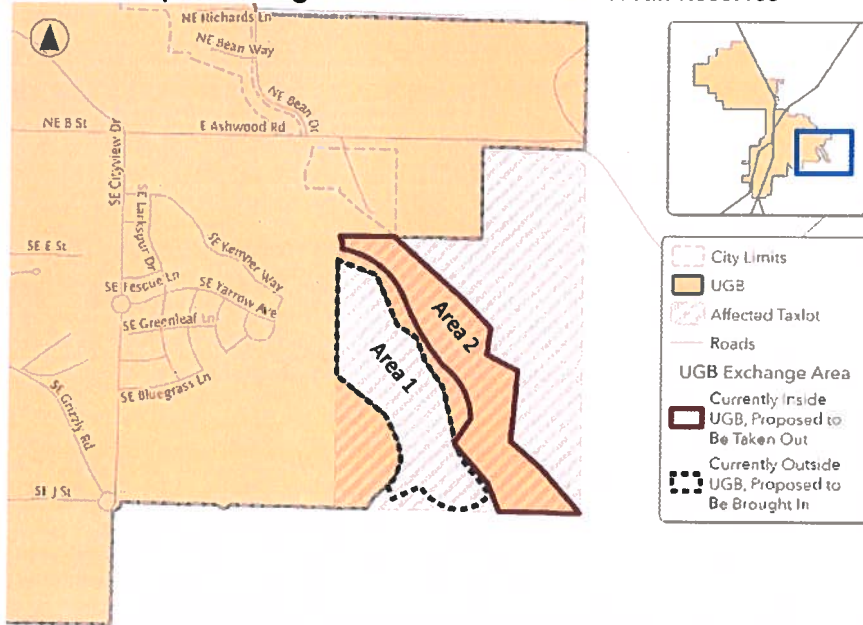 NE Richards Ln
NE Bean Way
NE Bean Dr
NE B St
E Ashwood Rd
SE Cityview Dr
SE Larkspur Dr
SE Kemner Way
SE E St
SE Fescue Ln
SE Yarrow Ave
SE Greenleaf Ln
SE Bluegrass Ln
SE Grizzly Rd
SE J St
Area 1
Area 2
City Limits
UGB
Affected Taxlot
Roads
UGB Exchange Area
Currently Inside
UGB, Proposed to
Be Taken Out
Currently Outside
UGB, Proposed to
Be Brought In